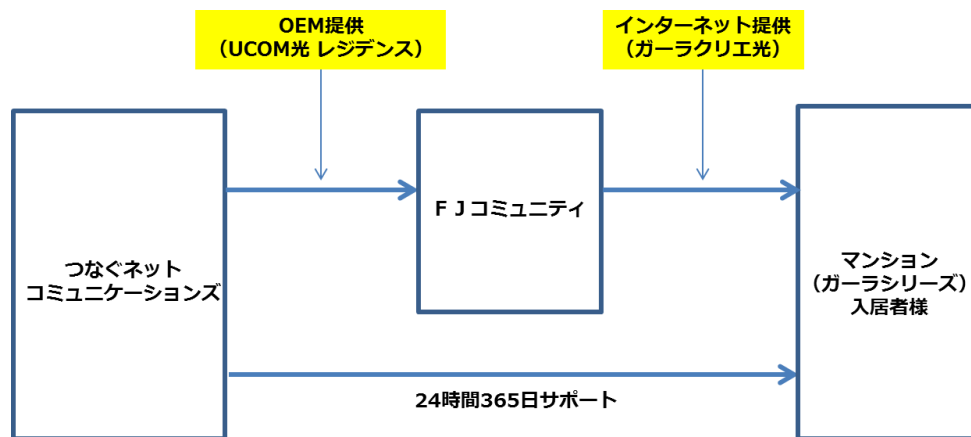 OEM提供
（UCOM光 レジデンス）
インターネット提供
（ガーラクリエ光）
つなぐネット
コミュニケーションズ
ＦＪコミュニティ
マンション
（ガーラシリーズ）
入居者様
24時間365日サポート